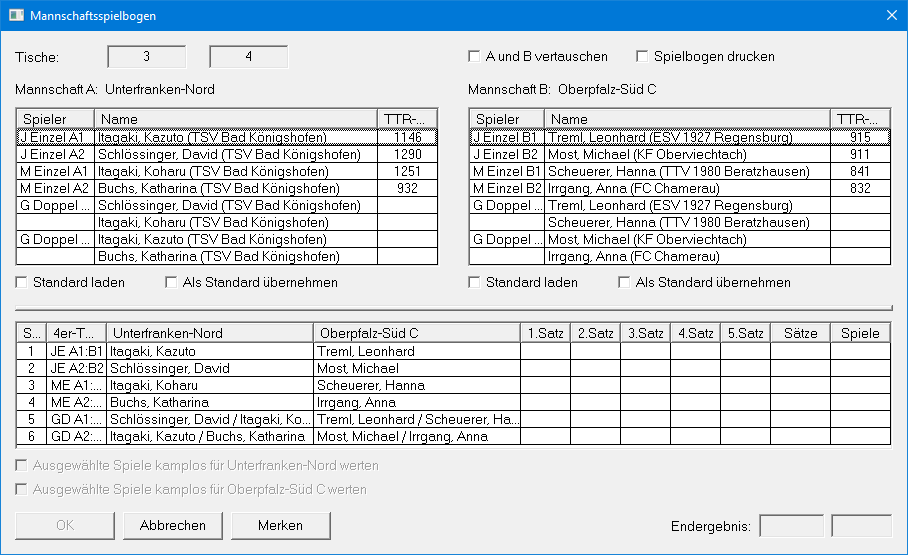 Mannschaftsspielbogen
Tische: 3 4
A und B vertauschen Spielbogen drucken
Mannschaft A: Unterfranken-Nord Mannschaft B: Oberpfalz-Süd C
Spieler Name TTR-... Spieler Name TTR-...
J Einzel A1 Itagaki, Kazuto (TSV Bad Königshofen) 1146 J Einzel B1 Treml, Leonhard (ESV 1927 Regensburg) 915
J Einzel A2 Schlössinger, David (TSV Bad Königshofen) 1290 J Einzel B2 Most, Michael (KF Oberviechtach) 911
M Einzel A1 Itagaki, Koharu (TSV Bad Königshofen) 1251 M Einzel B1 Scheuerer, Hanna (TTV 1980 Beratzhausen) 841
M Einzel A2 Buchs, Katharina (TSV Bad Königshofen) 932 M Einzel B2 Irrgang, Anna (FC Chamerau) 832
G Doppel ... Schlössinger, David (TSV Bad Königshofen) G Doppel ... Treml, Leonhard (ESV 1927 Regensburg)
Itagaki, Koharu (TSV Bad Königshofen) Scheuerer, Hanna (TTV 1980 Beratzhausen)
G Doppel ... Itagaki, Kazuto (TSV Bad Königshofen) G Doppel ... Most, Michael (KF Oberviechtach)
Buchs, Katharina (TSV Bad Königshofen) Irrgang, Anna (FC Chamerau)
Standard laden Als Standard übernehmen Standard laden Als Standard übernehmen
S... 4er-T... Unterfranken-Nord Oberpfalz-Süd C 1.Satz 2.Satz 3.Satz 4.Satz 5.Satz Sätze Spiele
1 JE A1:B1 Itagaki, Kazuto Treml, Leonhard
2 JE A2:B2 Schlössinger, David Most, Michael
3 ME A1:... Itagaki, Koharu Scheuerer, Hanna
4 ME A2:... Buchs, Katharina Irrgang, Anna
5 GD A1:... Schlössinger, David / Itagaki, Ko... Treml, Leonhard / Scheuerer, Ha...
6 GD A2:... Itagaki, Kazuto / Buchs, Katharina Most, Michael / Irrgang, Anna
Ausgewählte Spiele kamplos für Unterfranken-Nord werten
Ausgewählte Spiele kamplos für Oberpfalz-Süd C werten
OK Abbrechen Merken Endergebnis: